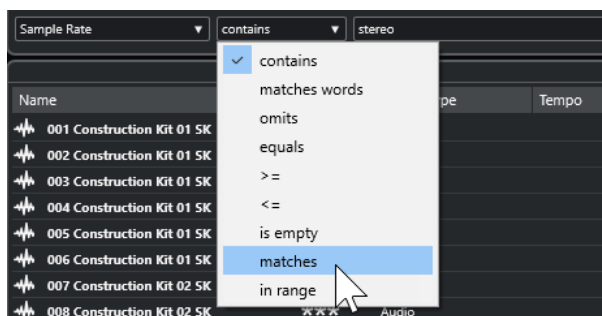 Sample Rate ▼ contains ▼ stereo
✓ contains
matches words
omits
equals
>=
<=
is empty
matches
in range
Name Tempo
001 Construction Kit 01 SK
002 Construction Kit 01 SK
003 Construction Kit 01 SK
004 Construction Kit 01 SK
005 Construction Kit 01 SK
006 Construction Kit 01 SK
007 Construction Kit 02 SK
008 Construction Kit 02 SK ★★★ Audio